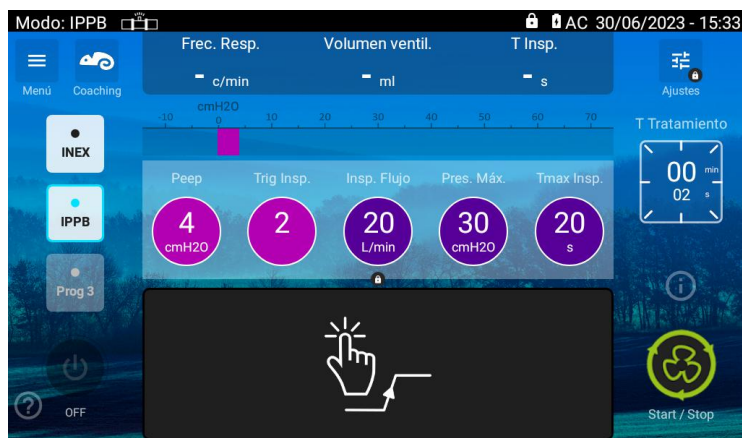 Modo: IPPB
AC 30/06/2023 - 15:33
Menú
Coaching
Frec. Resp.
- c/min
Volumen ventil.
- ml
T Insp.
- s
Ajustes
cmH2O
-10 0 10 20 30 40 50 60 70
INEX
IPPB
Prog 3
OFF
?
Peep
4
cmH2O
Trig Insp.
2
Insp. Flujo
20
L/min
Pres. Máx.
30
cmH2O
Tmax Insp.
20
s
T Tratamiento
00 min
02 s
i
Start / Stop